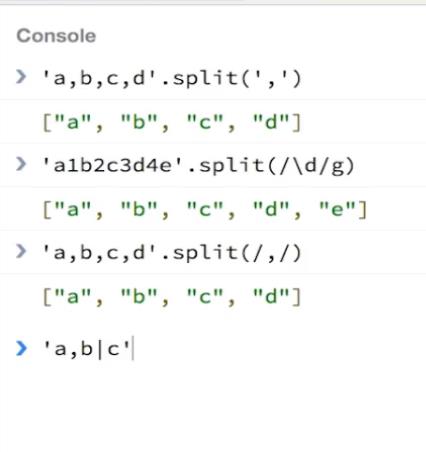 Console
> 'a,b,c,d'.split(',')
["a", "b", "c", "d"]
> 'a1b2c3d4e'.split(/\d/g)
["a", "b", "c", "d", "e"]
> 'a,b,c,d'.split(/,/)
["a", "b", "c", "d"]
> 'a,b|c'